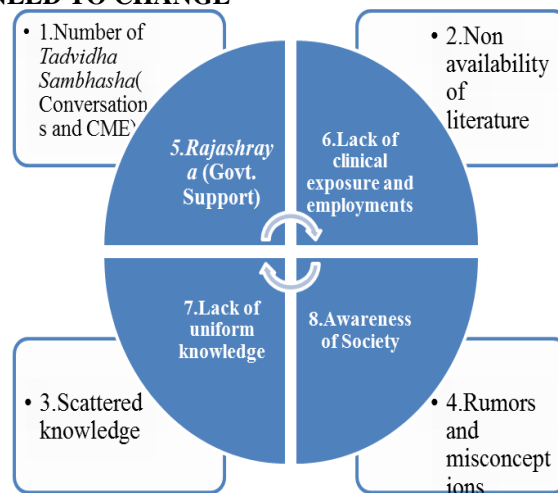 NEED TO CHANGE
• 1.Number of
Tadvidha
Sambhasha(
Conversation
s and CME)
• 2.Non
availability
of
literature
5.Rajashray
a (Govt.
Support)
6.Lack of
clinical
exposure and
employments
7.Lack of
uniform
knowledge
8.Awareness
of Society
• 3.Scattered
knowledge
• 4.Rumors
and
misconcept
ions